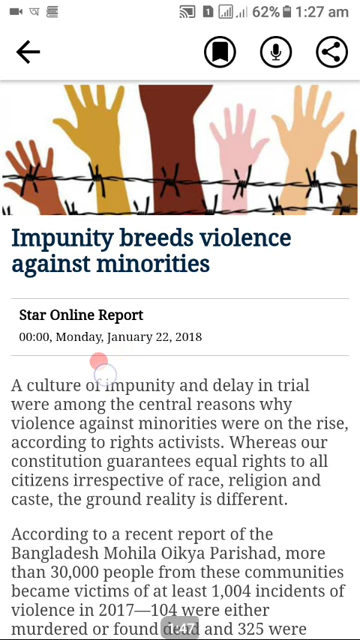 অ 1 62% 1:27 am
Impunity breeds violence
against minorities
Star Online Report
00:00, Monday, January 22, 2018
A culture of impunity and delay in trial
were among the central reasons why
violence against minorities were on the rise,
according to rights activists. Whereas our
constitution guarantees equal rights to all
citizens irrespective of race, religion and
caste, the ground reality is different.
According to a recent report of the
Bangladesh Mohila Oikya Parishad, more
than 30,000 people from these communities
became victims of at least 1,004 incidents of
violence in 2017—104 were either
murdered or found and 325 were
1:47